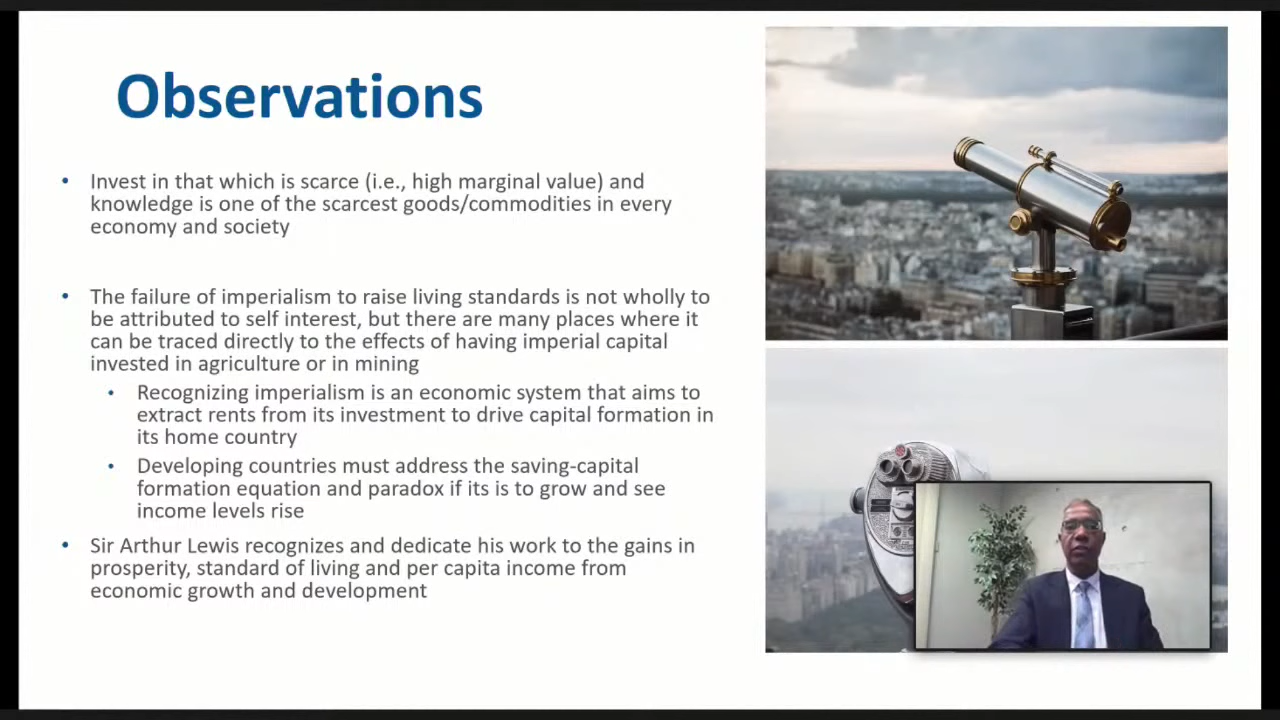 Observations
• Invest in that which is scarce (i.e., high marginal value) and
knowledge is one of the scarcest goods/commodities in every
economy and society
• The failure of imperialism to raise living standards is not wholly to
be attributed to self interest, but there are many places where it
can be traced directly to the effects of having imperial capital
invested in agriculture or in mining
• Recognizing imperialism is an economic system that aims to
extract rents from its investment to drive capital formation in
its home country
• Developing countries must address the saving-capital
formation equation and paradox if its is to grow and see
income levels rise
• Sir Arthur Lewis recognizes and dedicate his work to the gains in
prosperity, standard of living and per capita income from
economic growth and development